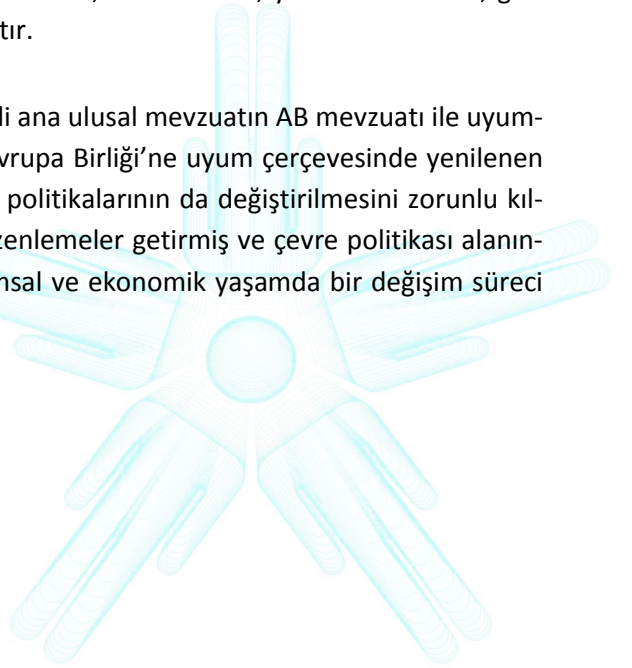 tır.
li ana ulusal mevzuatın AB mevzuatı ile uyum-
vrupa Birliği’ne uyum çerçevesinde yenilenen
politikalarının da değiştirilmesini zorunlu kıl-
zenlemeler getirmiş ve çevre politikası alanın-
nsal ve ekonomik yaşamda bir değişim süreci